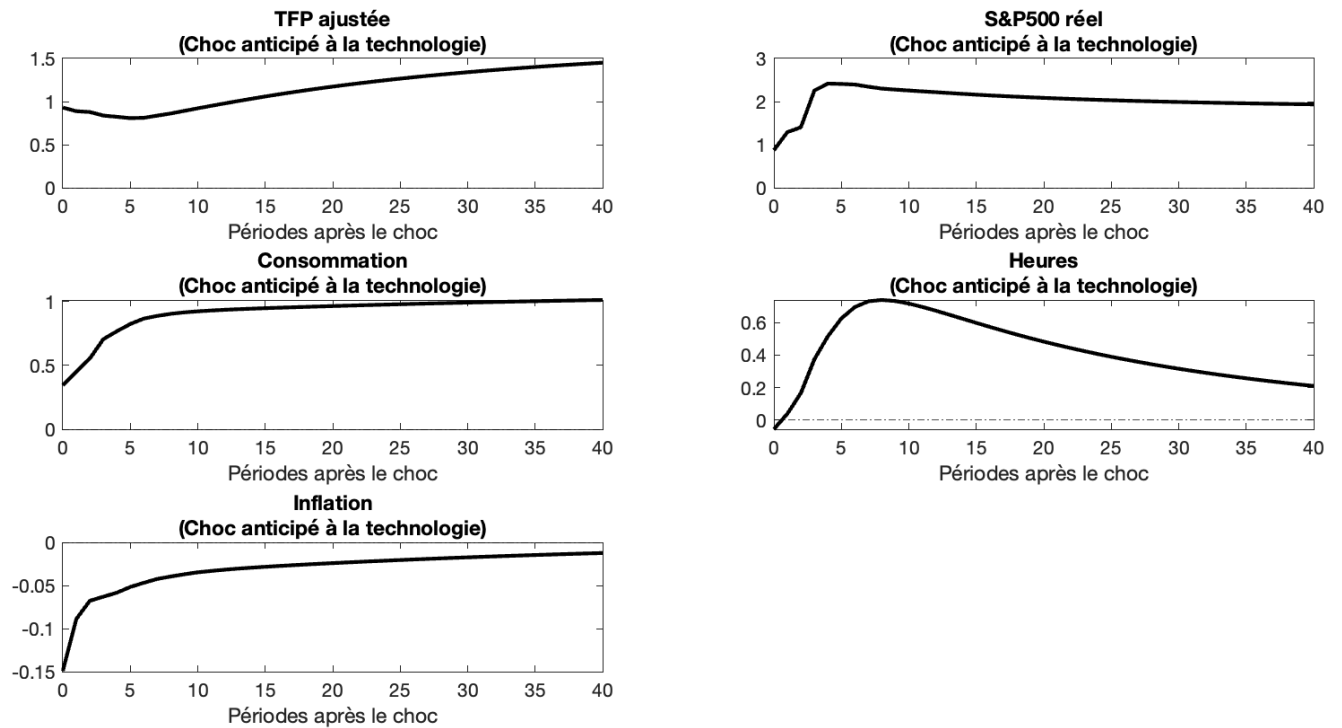 TFP ajustée
(Choc anticipé à la technologie)
1.5
1
0.5
0
0 5 10 15 20 25 30 35 40
Périodes après le choc
S&P500 réel
(Choc anticipé à la technologie)
3
2
1
0
0 5 10 15 20 25 30 35 40
Périodes après le choc
Consommation
(Choc anticipé à la technologie)
1
0.5
0
0 5 10 15 20 25 30 35 40
Périodes après le choc
Heures
(Choc anticipé à la technologie)
0.6
0.4
0.2
0
0 5 10 15 20 25 30 35 40
Périodes après le choc
Inflation
(Choc anticipé à la technologie)
0
-0.05
-0.1
-0.15
0 5 10 15 20 25 30 35 40
Périodes après le choc